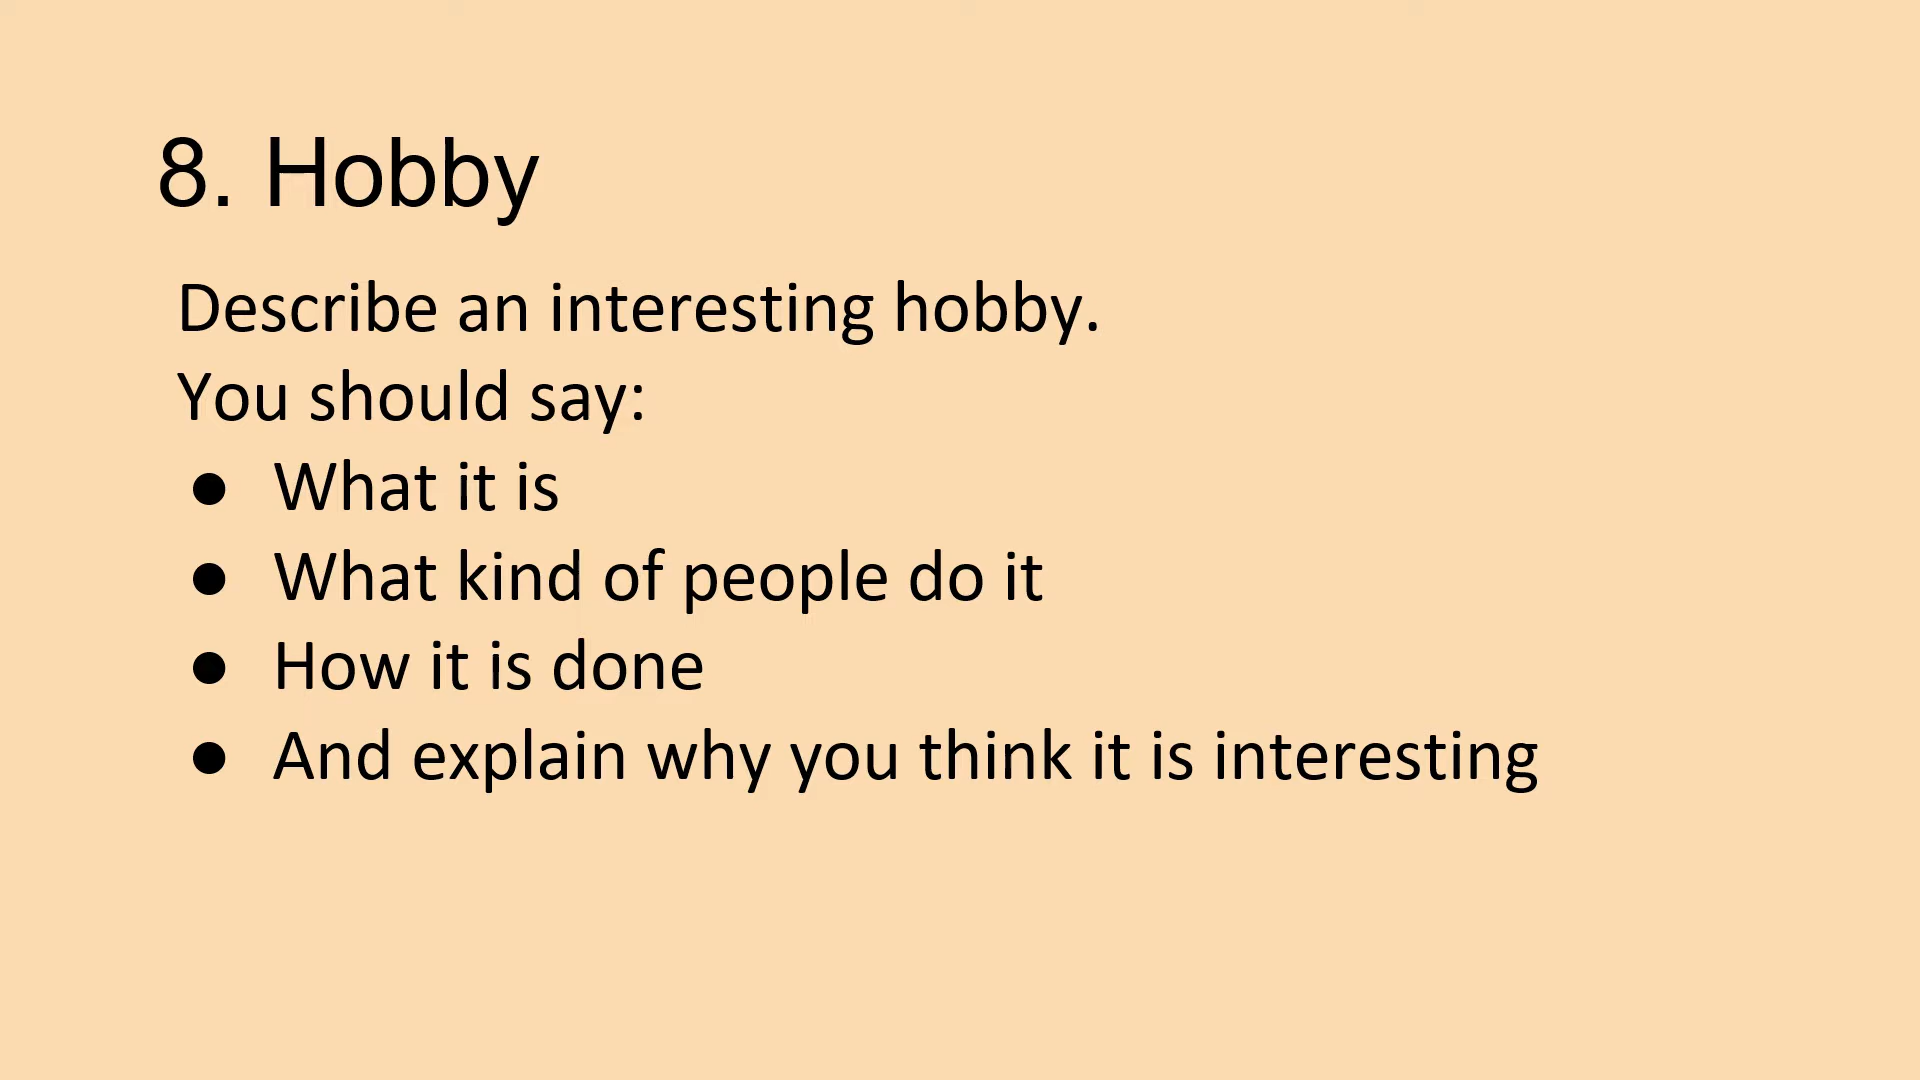 8. Hobby
Describe an interesting hobby.
You should say:
● What it is
● What kind of people do it
● How it is done
● And explain why you think it is interesting